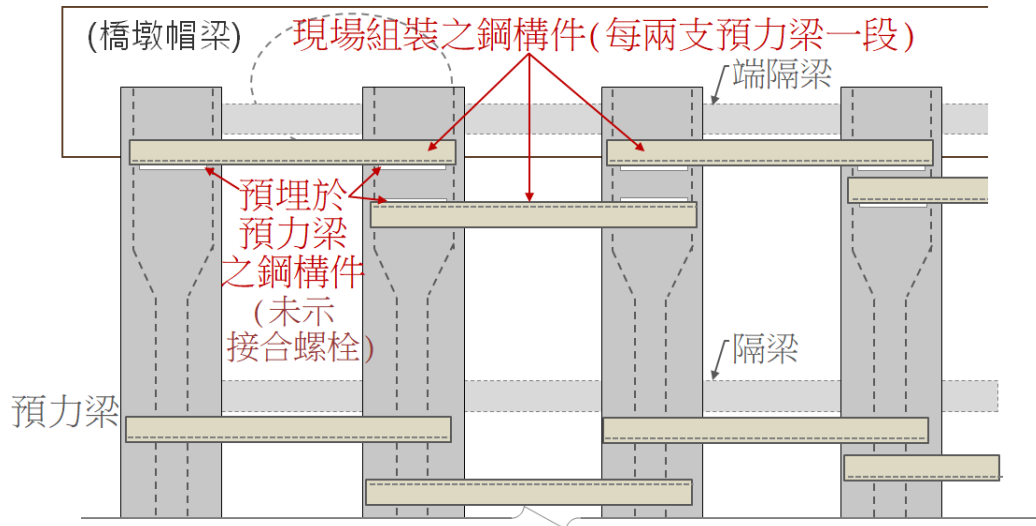 (橋墩帽梁)
現場組裝之鋼構件(每兩支預力梁一段)
端隔梁
預埋於
預力梁
之鋼構件
(未示
接合螺栓)
隔梁
預力梁